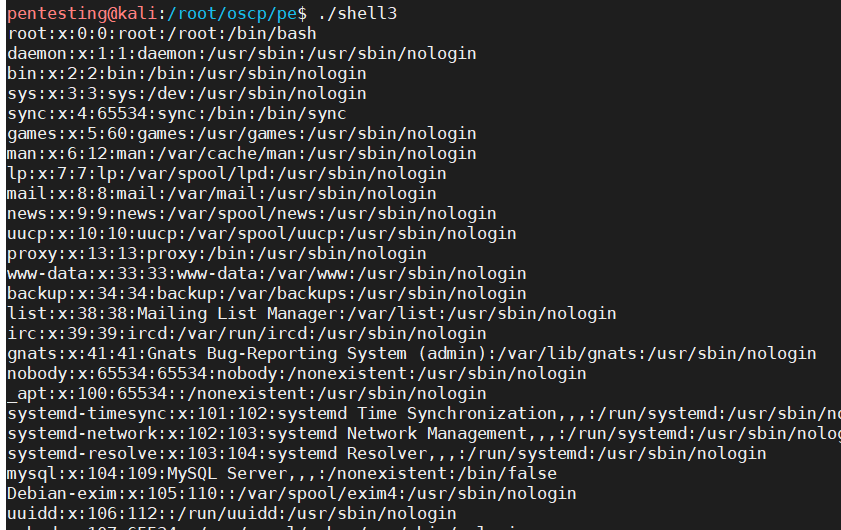 pentesting@kali:/root/oscp/pe$ ./shell3
root:x:0:0:root:/root:/bin/bash
daemon:x:1:1:daemon:/usr/sbin:/usr/sbin/nologin
bin:x:2:2:bin:/bin:/usr/sbin/nologin
sys:x:3:3:sys:/dev:/usr/sbin/nologin
sync:x:4:65534:sync:/bin:/bin/sync
games:x:5:60:games:/usr/games:/usr/sbin/nologin
man:x:6:12:man:/var/cache/man:/usr/sbin/nologin
lp:x:7:7:lp:/var/spool/lpd:/usr/sbin/nologin
mail:x:8:8:mail:/var/mail:/usr/sbin/nologin
news:x:9:9:news:/var/spool/news:/usr/sbin/nologin
uucp:x:10:10:uucp:/var/spool/uucp:/usr/sbin/nologin
proxy:x:13:13:proxy:/bin:/usr/sbin/nologin
www-data:x:33:33:www-data:/var/www:/usr/sbin/nologin
backup:x:34:34:backup:/var/backups:/usr/sbin/nologin
list:x:38:38:Mailing List Manager:/var/list:/usr/sbin/nologin
irc:x:39:39:ircd:/var/run/ircd:/usr/sbin/nologin
gnats:x:41:41:Gnats Bug-Reporting System (admin):/var/lib/gnats:/usr/sbin/nologin
nobody:x:65534:65534:nobody:/nonexistent:/usr/sbin/nologin
_apt:x:100:65534::/nonexistent:/usr/sbin/nologin
systemd-timesync:x:101:102:systemd Time Synchronization,,,:/run/systemd:/usr/sbin/no
systemd-network:x:102:103:systemd Network Management,,,:/run/systemd:/usr/sbin/nolog
systemd-resolve:x:103:104:systemd Resolver,,,:/run/systemd:/usr/sbin/nologin
mysql:x:104:109:MySQL Server,,,:/nonexistent:/bin/false
Debian-exim:x:105:110::/var/spool/exim4:/usr/sbin/nologin
uuidd:x:106:112::/run/uuidd:/usr/sbin/nologin